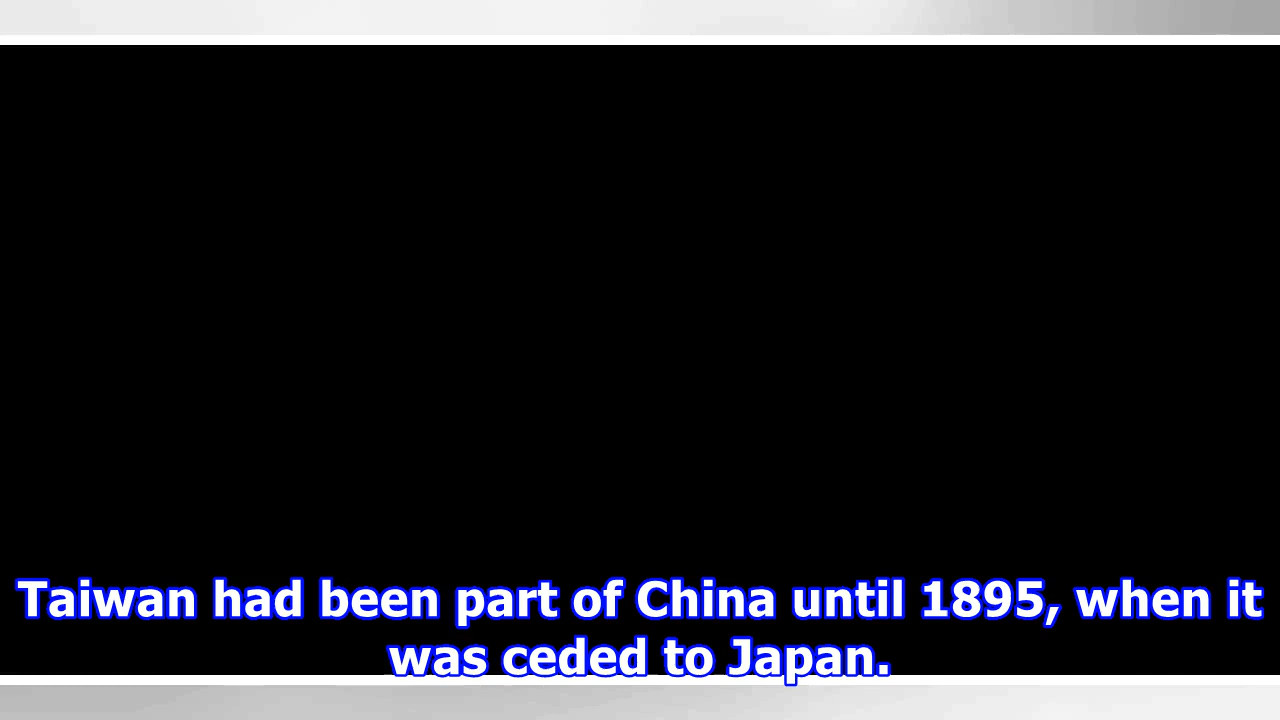 Taiwan had been part of China until 1895, when it
was ceded to Japan.